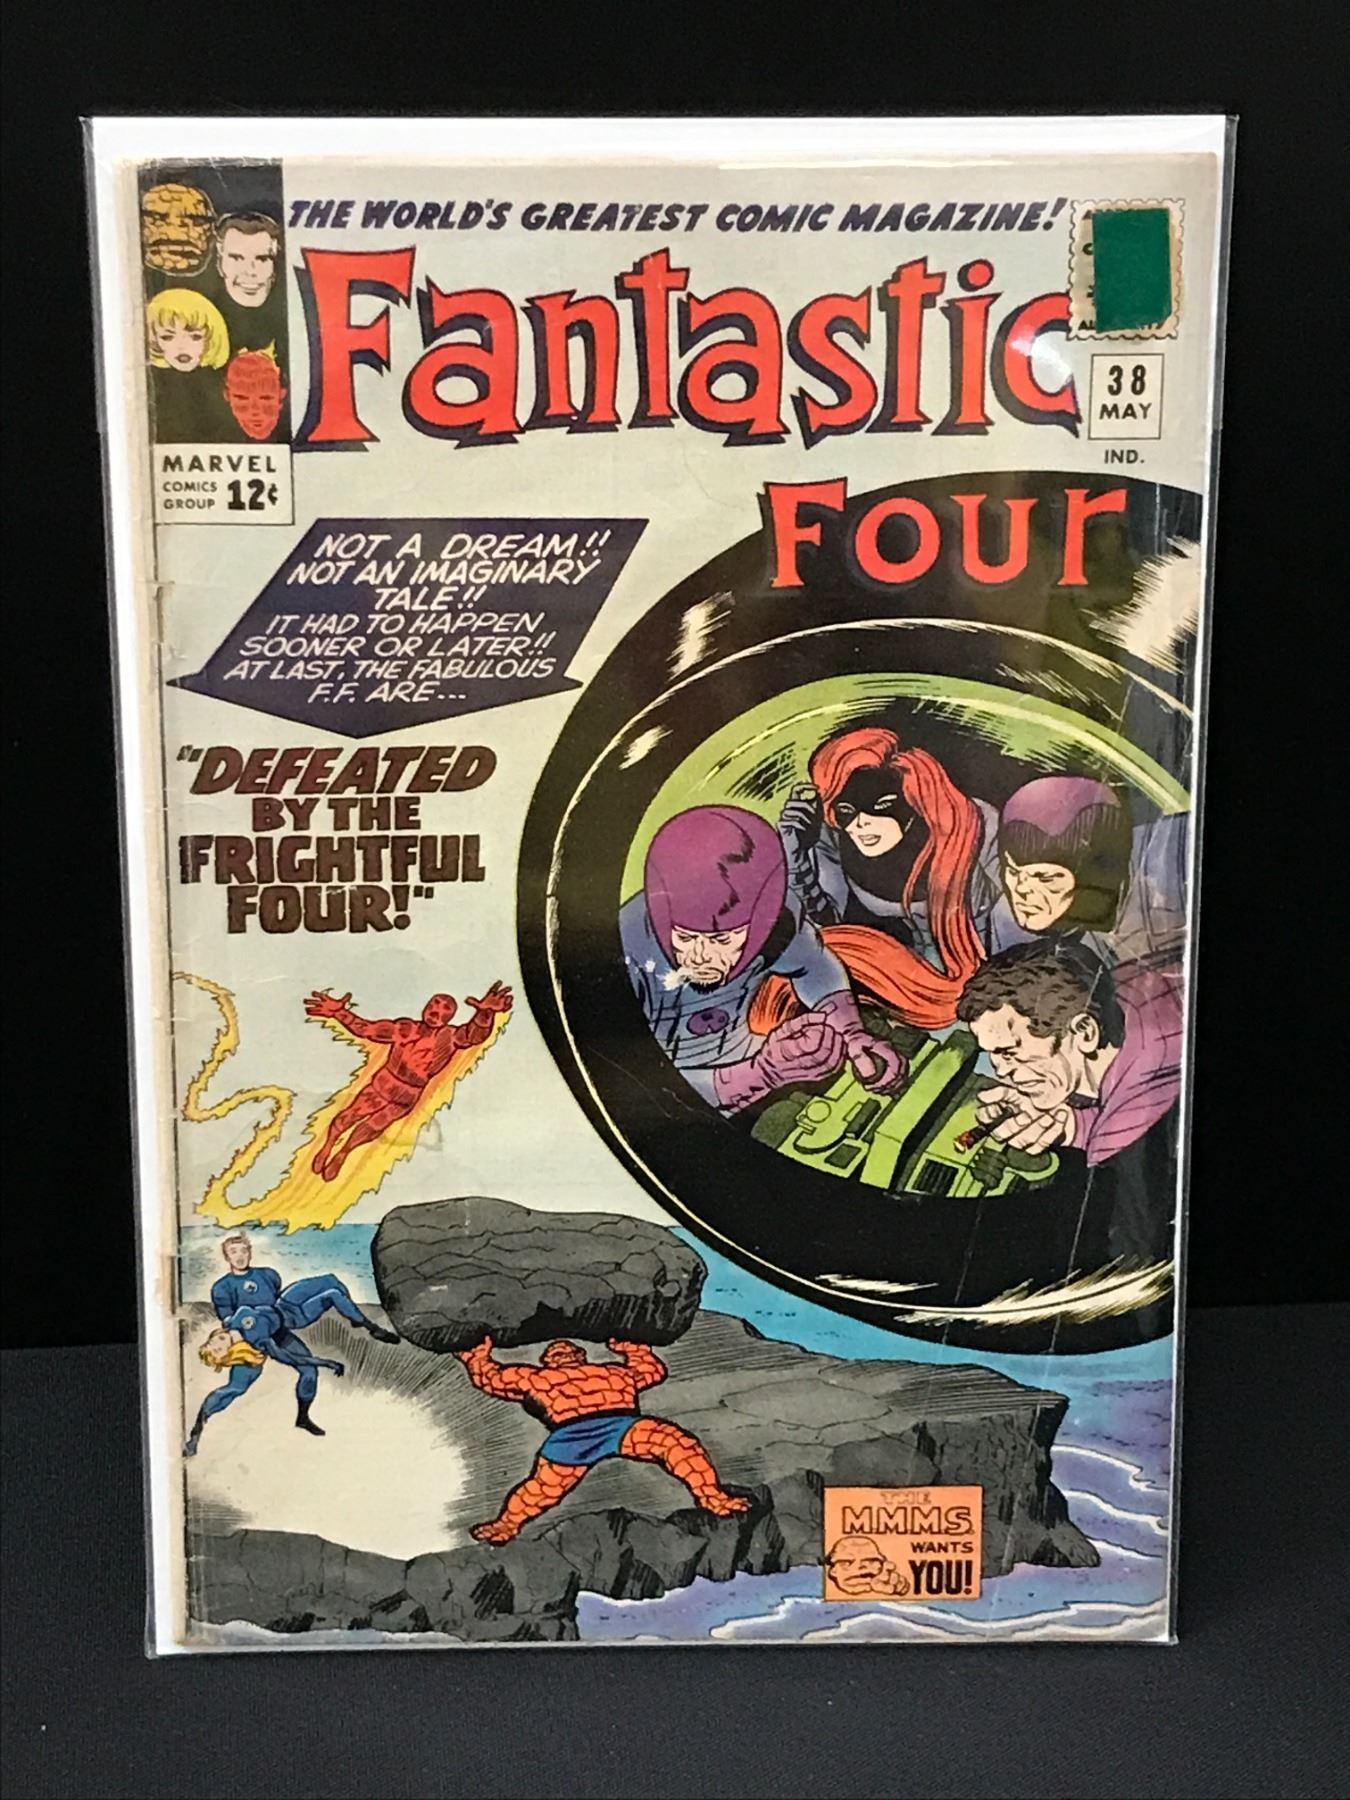 THE WORLD'S GREATEST COMIC MAGAZINE!
Fantastic
FOUR
38
MAY
IND.
MARVEL
COMICS
GROUP 12¢
NOT A DREAM!!
NOT AN IMAGINARY
TALE!!
IT HAD TO HAPPEN
SOONER OR LATER!!
AT LAST, THE FABULOUS
F.F. ARE---
"DEFEATED
BY THE
FRIGHTFUL
FOUR!"
THE
MMMS
WANTS
YOU!